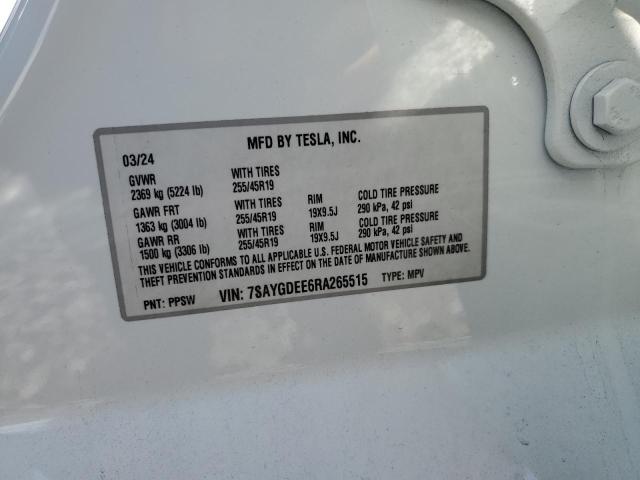 MFD BY TESLA, INC.
03/24
GVWR WITH TIRES
2369 kg (5224 lb) 255/45R19
GAWR FRT WITH TIRES RIM COLD TIRE PRESSURE
1363 kg (3004 lb) 255/45R19 19X9.5J 290 kPa, 42 psi
GAWR RR WITH TIRES RIM COLD TIRE PRESSURE
1500 kg (3306 lb) 255/45R19 19X9.5J 290 kPa, 42 psi
THIS VEHICLE CONFORMS TO ALL APPLICABLE U.S. FEDERAL MOTOR VEHICLE SAFETY AND
THEFT PREVENTION STANDARDS IN EFFECT ON THE DATE OF MANUFACTURE SHOWN ABOVE.
PNT: PPSW VIN: 7SAYGDEE6RA265515 TYPE: MPV